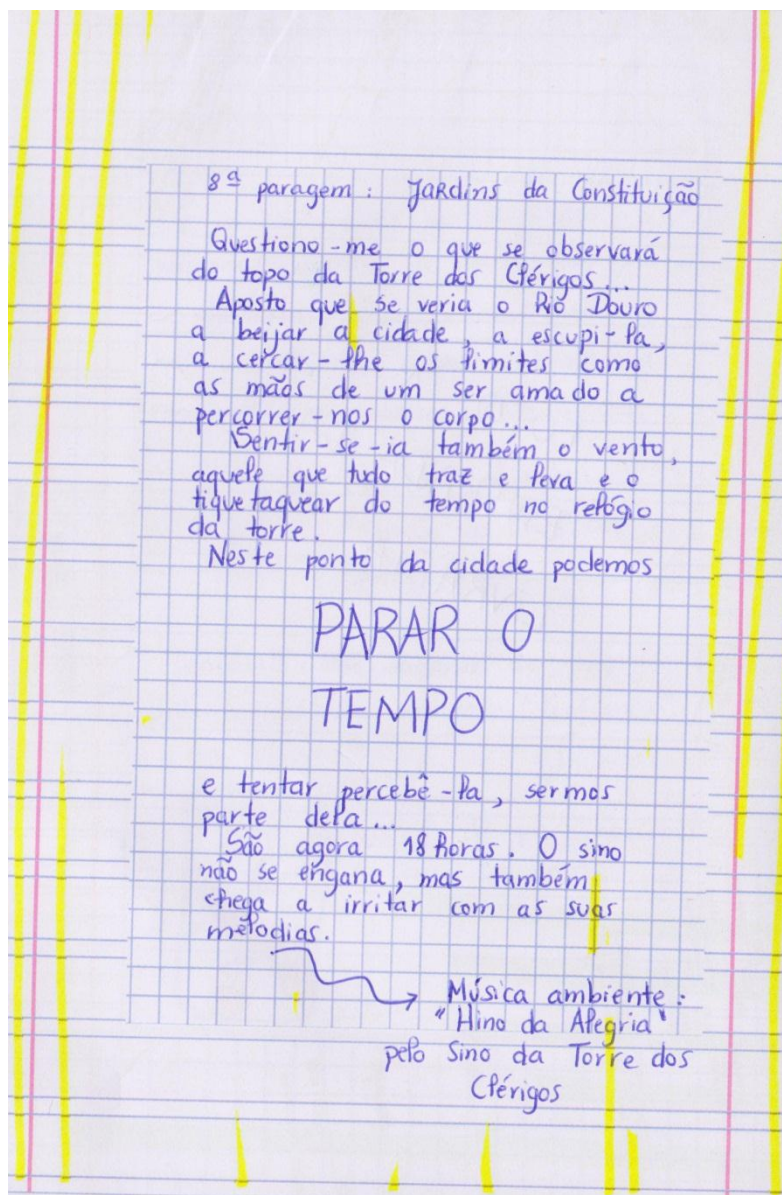 8ª paragem: Jardins da Constituição
Questiono-me o que se observará
do topo da Torre dos Clérigos...
Aposto que se veria o Rio Douro
a beijar a cidade, a escupi-la,
a cercar-lhe os limites como
as mãos de um ser amado a
percorrer-nos o corpo...
Sentir-se-ia também o vento,
aquele que tudo traz e leva e o
tiquetaquear do tempo no relógio
da torre.
Neste ponto da cidade podemos
PARAR O
TEMPO
e tentar percebê-la, sermos
parte dela...
São agora 18 horas. O sino
não se engana, mas também
chega a irritar com as suas
melodias.
Música ambiente:
"Hino da Alegria"
pelo Sino da Torre dos
Clérigos